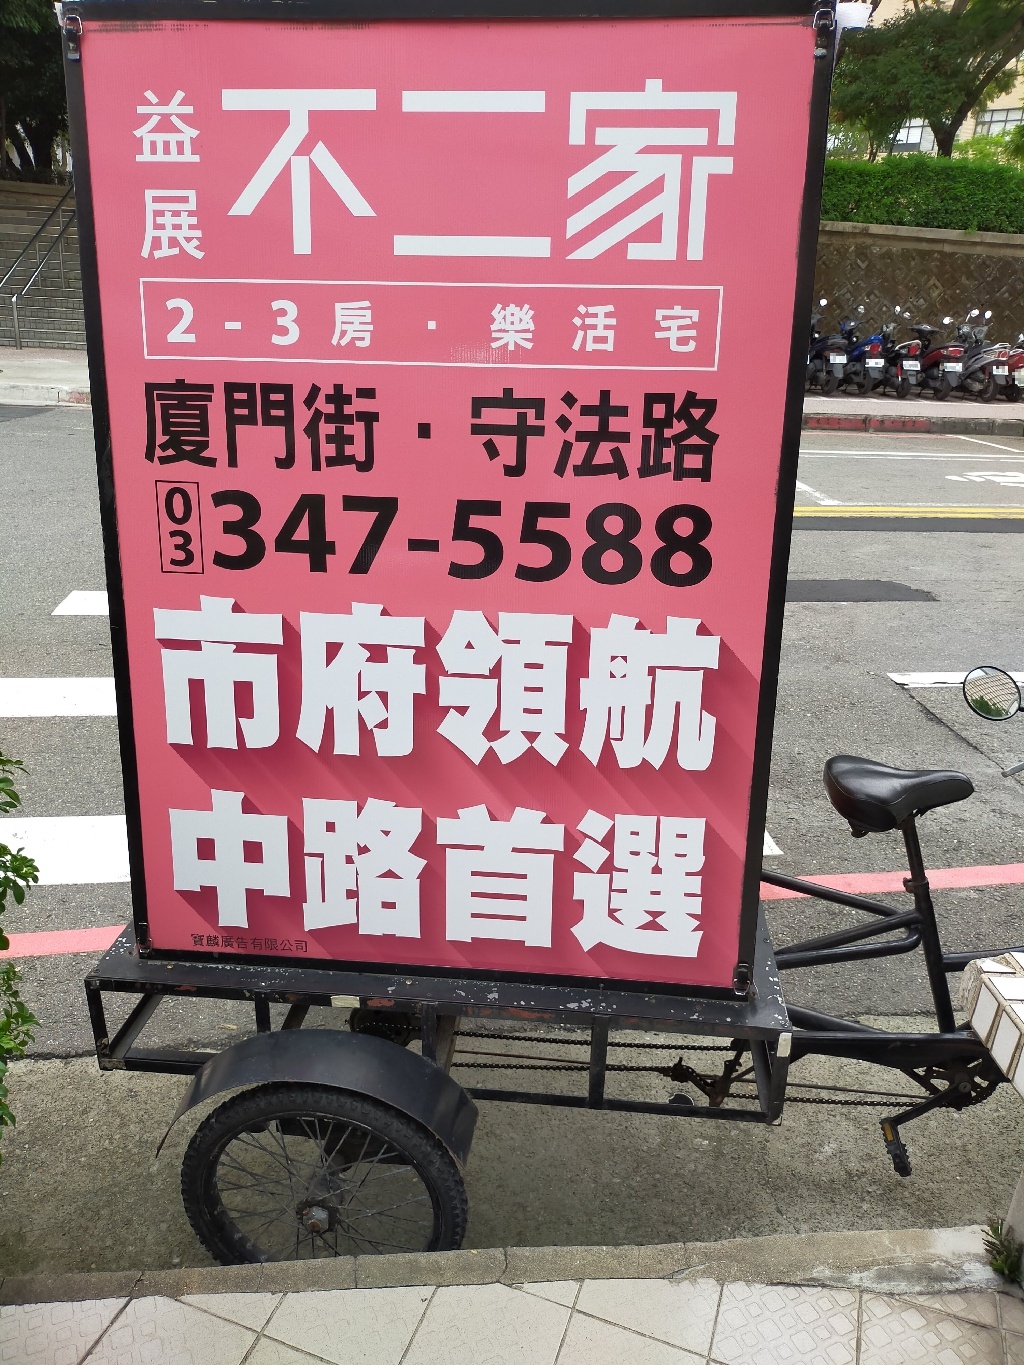 益展 不二家
2-3房・樂活宅
廈門街・守法路
03 347-5588
市府領航
中路首選
寶麟廣告有限公司